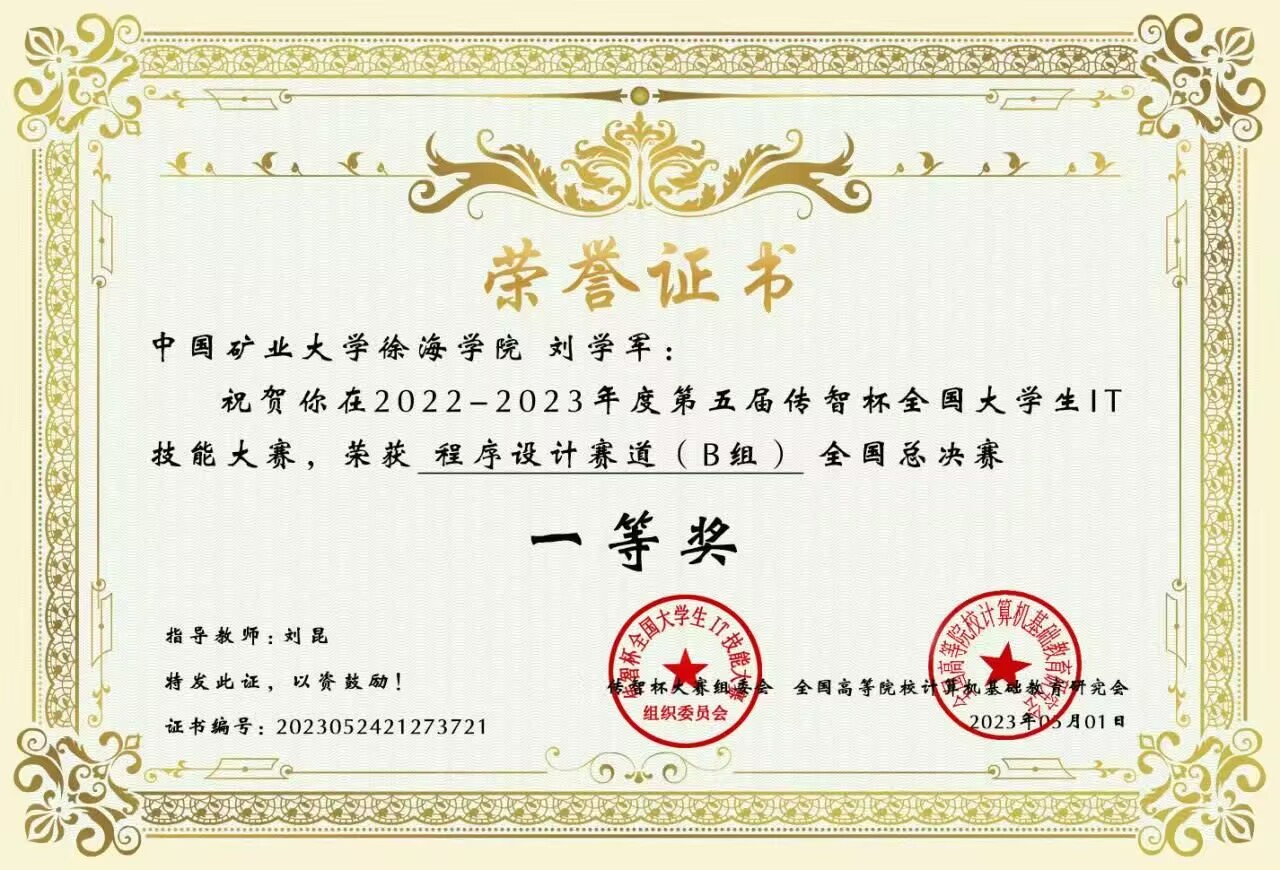 荣誉证书
中国矿业大学徐海学院 刘学军：
祝贺你在2022-2023年度第五届传智杯全国大学生IT
技能大赛，荣获 程序设计赛道（B组） 全国总决赛
一等奖
指导教师：刘昆
特发此证，以资鼓励！
证书编号：2023052421273721
传智杯全国大学生IT技能大赛
组织委员会
传智杯大赛组委会
全国高等院校计算机基础教育研究会
全国高等院校计算机基础教育研究会
2023年05月01日